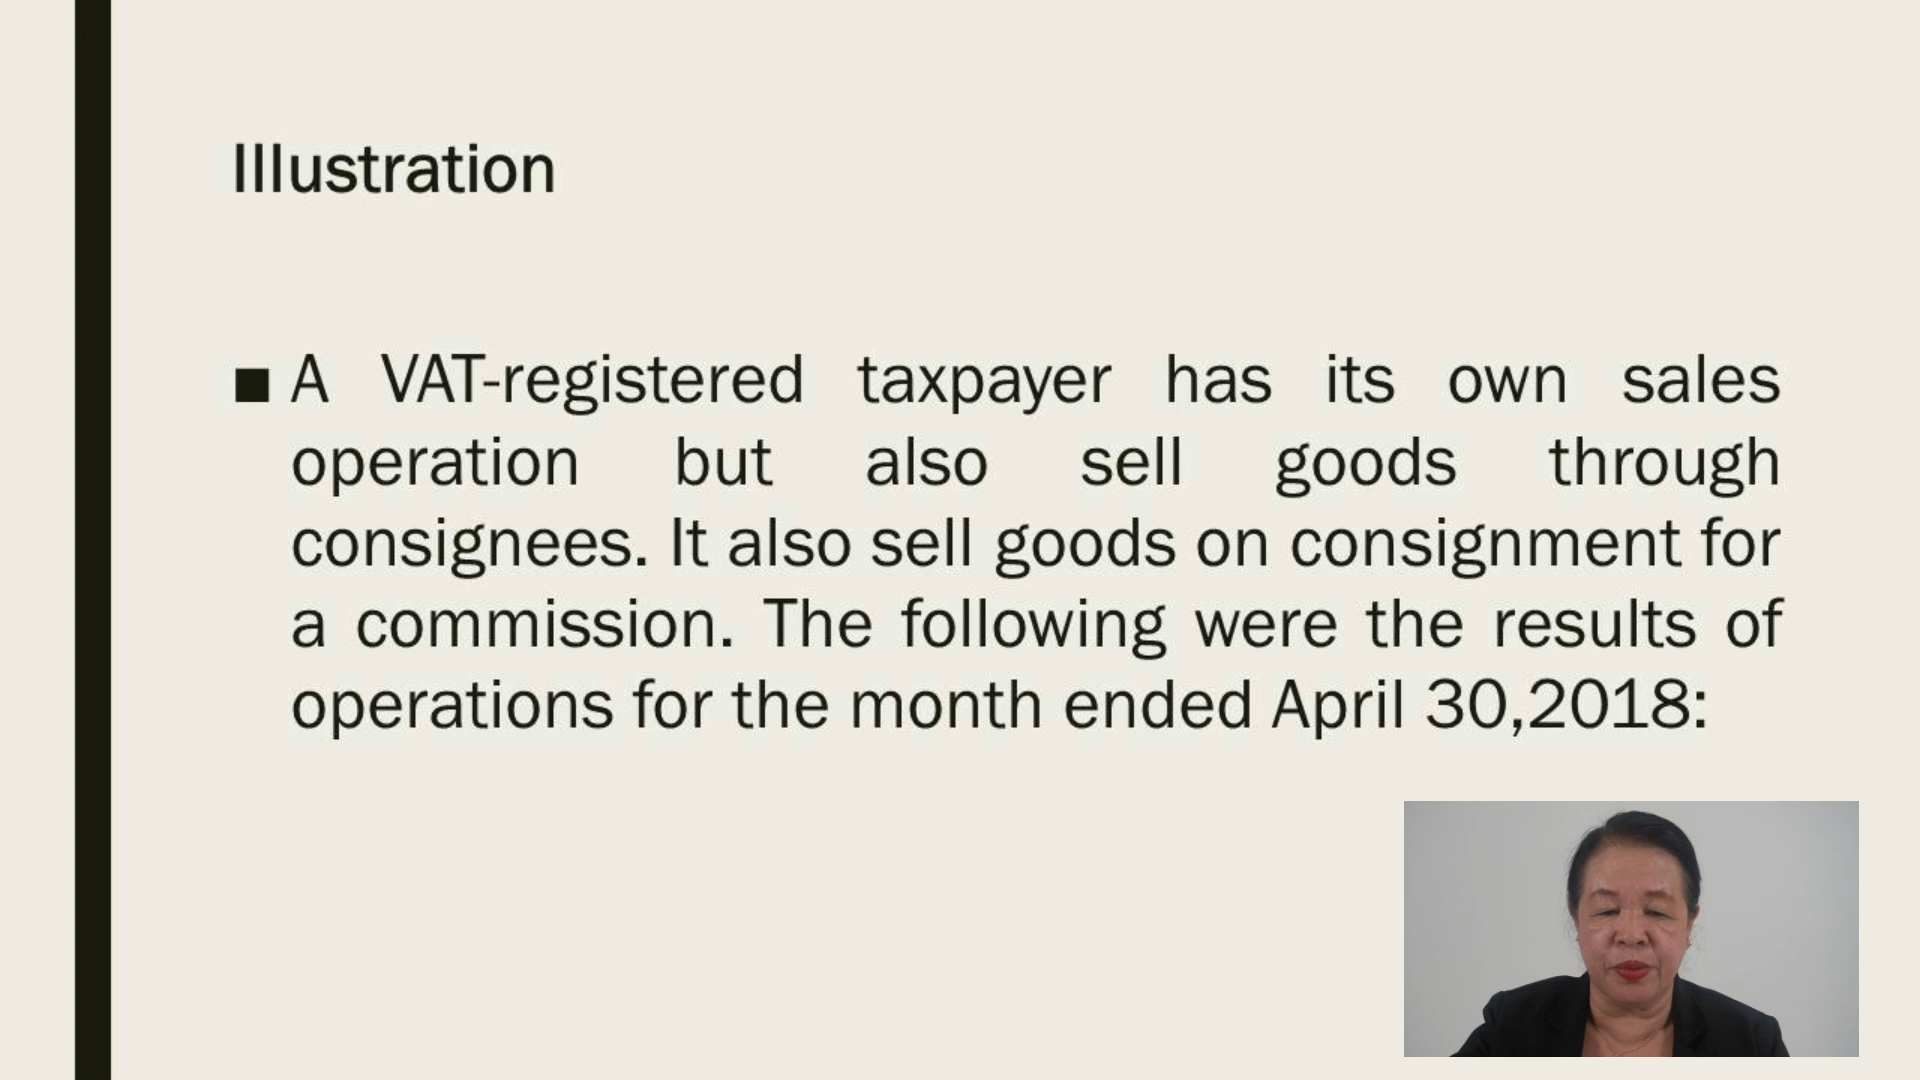 Illustration
■ A VAT-registered taxpayer has its own sales
operation but also sell goods through
consignees. It also sell goods on consignment for
a commission. The following were the results of
operations for the month ended April 30,2018: